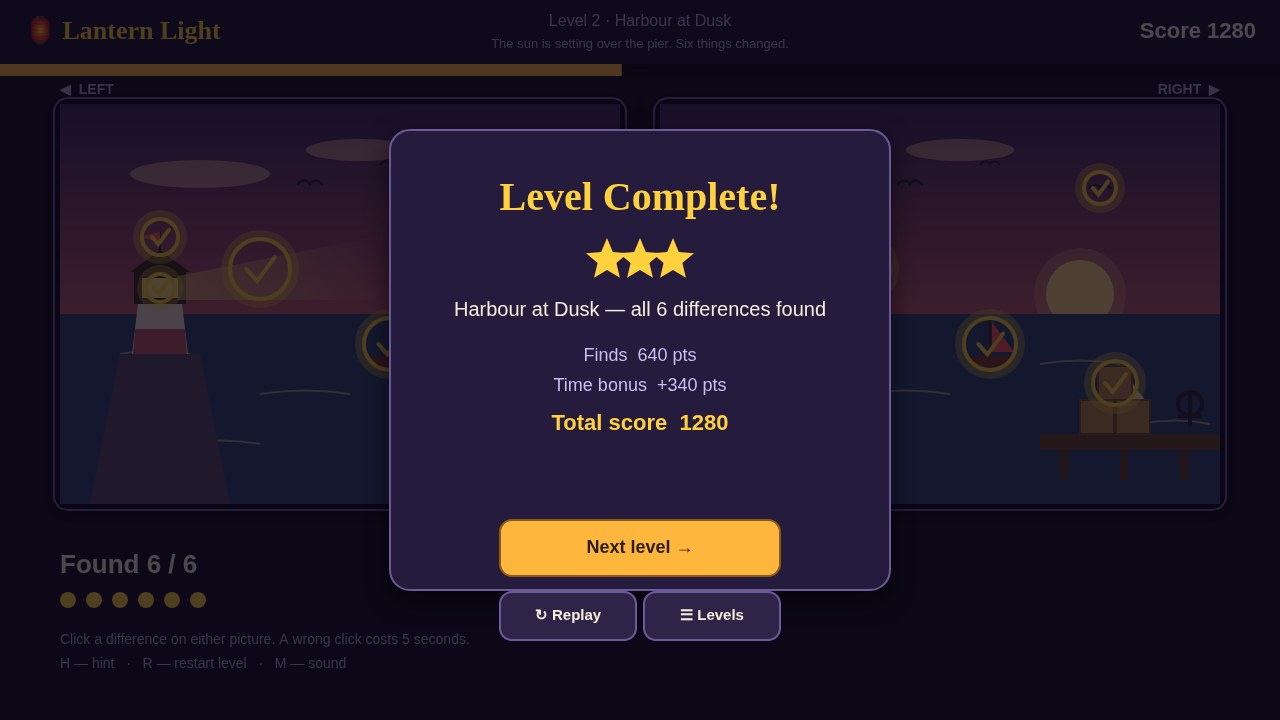 Lantern Light
Level 2 · Harbour at Dusk
The sun is setting over the pier. Six things changed.
Score 1280
◀ LEFT
RIGHT ▶
Level Complete!
Harbour at Dusk — all 6 differences found
Finds 640 pts
Time bonus +340 pts
Total score 1280
Next level →
↻ Replay
☰ Levels
Found 6 / 6
Click a difference on either picture. A wrong click costs 5 seconds.
H — hint · R — restart level · M — sound